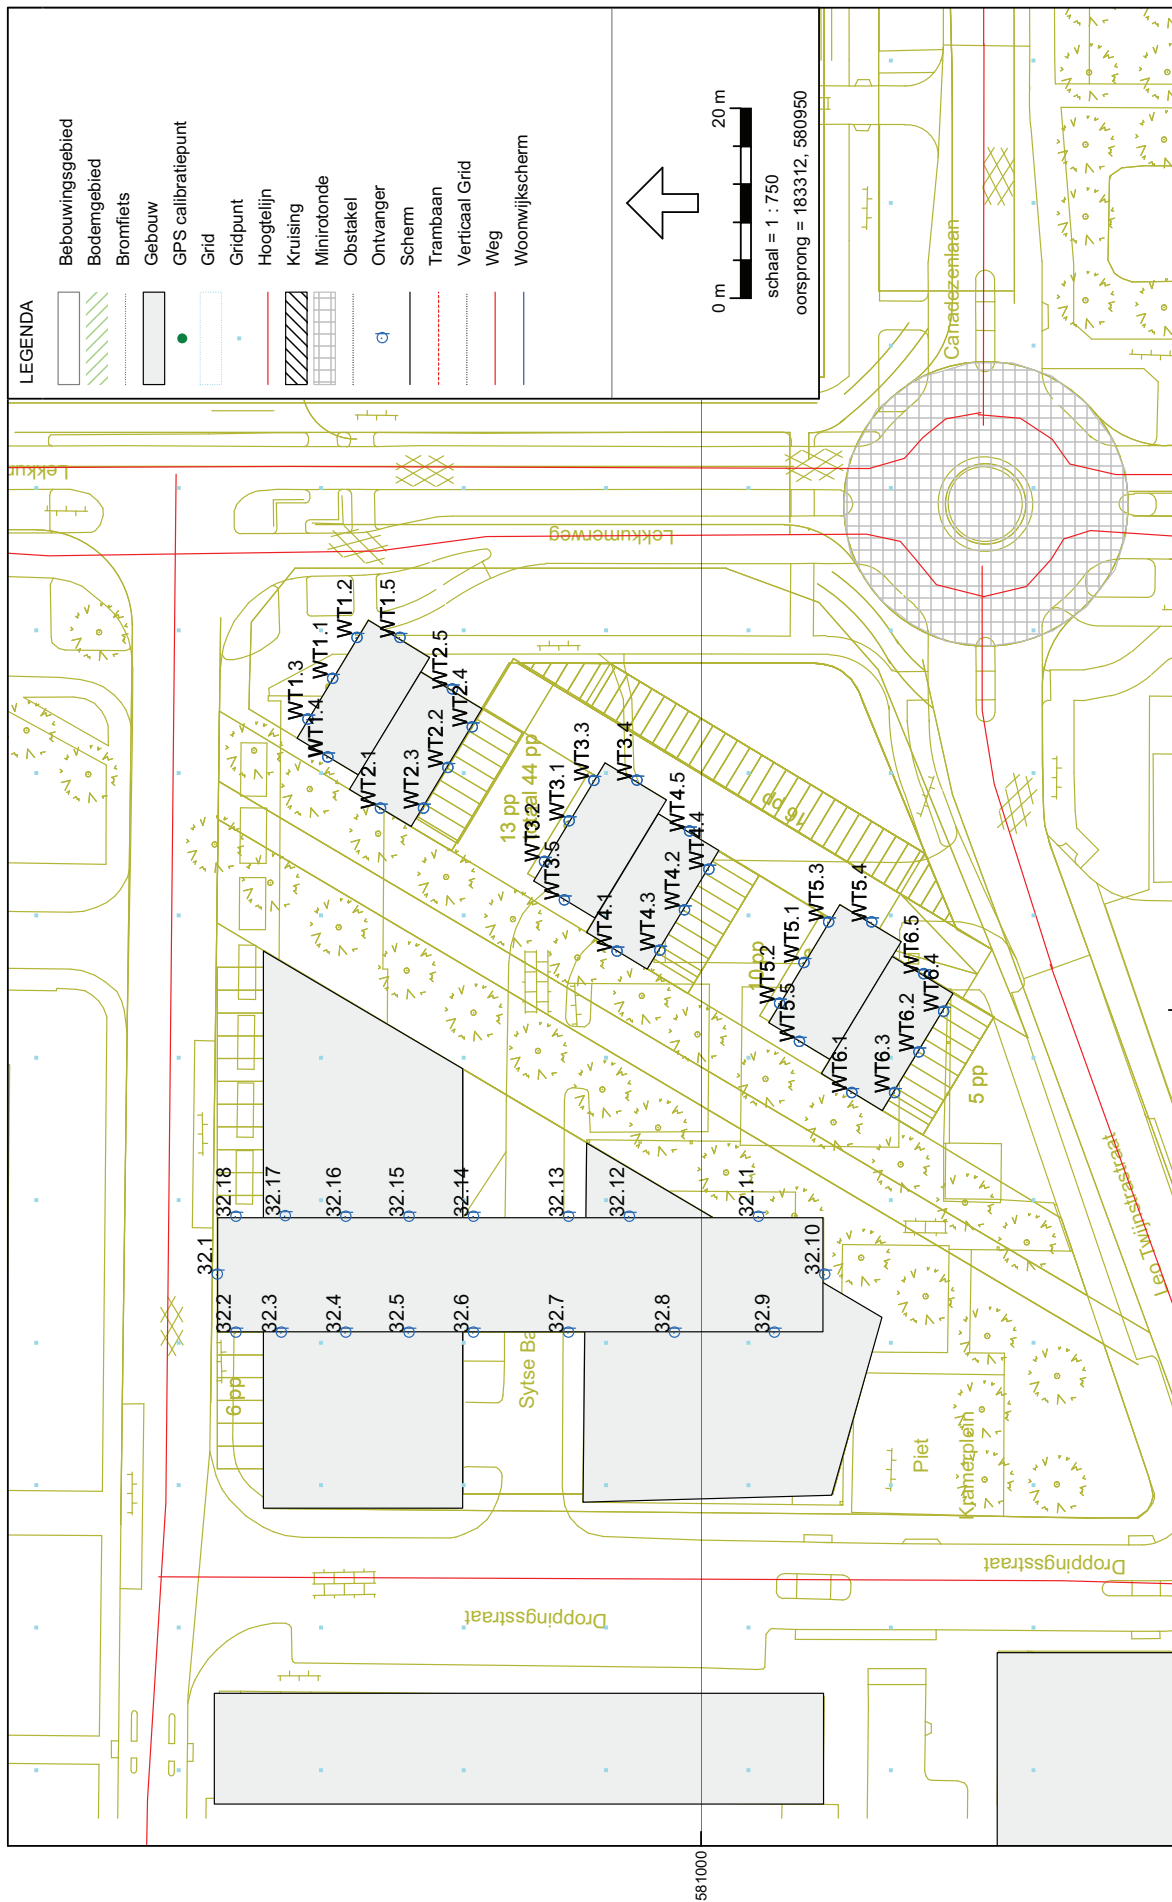 LEGENDA
Bebouwingsgebied
Bodemgebied
Bromfiets
Gebouw
GPS calibratiepunt
Grid
Gridpunt
Hoogtelijn
Kruising
Minirotonde
Obstakel
Ontvanger
Scherm
Trambaan
Verticaal Grid
Weg
Woonwijkscherm
0 m
20 m
schaal = 1 : 750
oorsprong = 183312, 580950
Canadezenlaan
Lekkumerweg
WT1.1
WT1.2
WT1.3
WT1.4
WT1.5
WT2.1
WT2.2
WT2.3
WT2.4
WT2.5
13 pp
44 pp
WT3.1
WT3.2
WT3.3
WT3.4
WT3.5
WT4.1
WT4.2
WT4.3
WT4.4
WT4.5
16 pp
10 pp
WT5.1
WT5.2
WT5.3
WT5.4
WT5.5
WT6.1
WT6.2
WT6.3
WT6.4
WT6.5
5 pp
32.18
32.17
32.16
32.15
32.14
32.13
32.12
32.11
32.1
32.10
32.2
32.3
32.4
32.5
32.6
32.7
32.8
32.9
6 pp
Sytse
Piet
Kramerplein
Leo Twijnstrastraat
Droppingsstraat
Droppingsstraat
581000